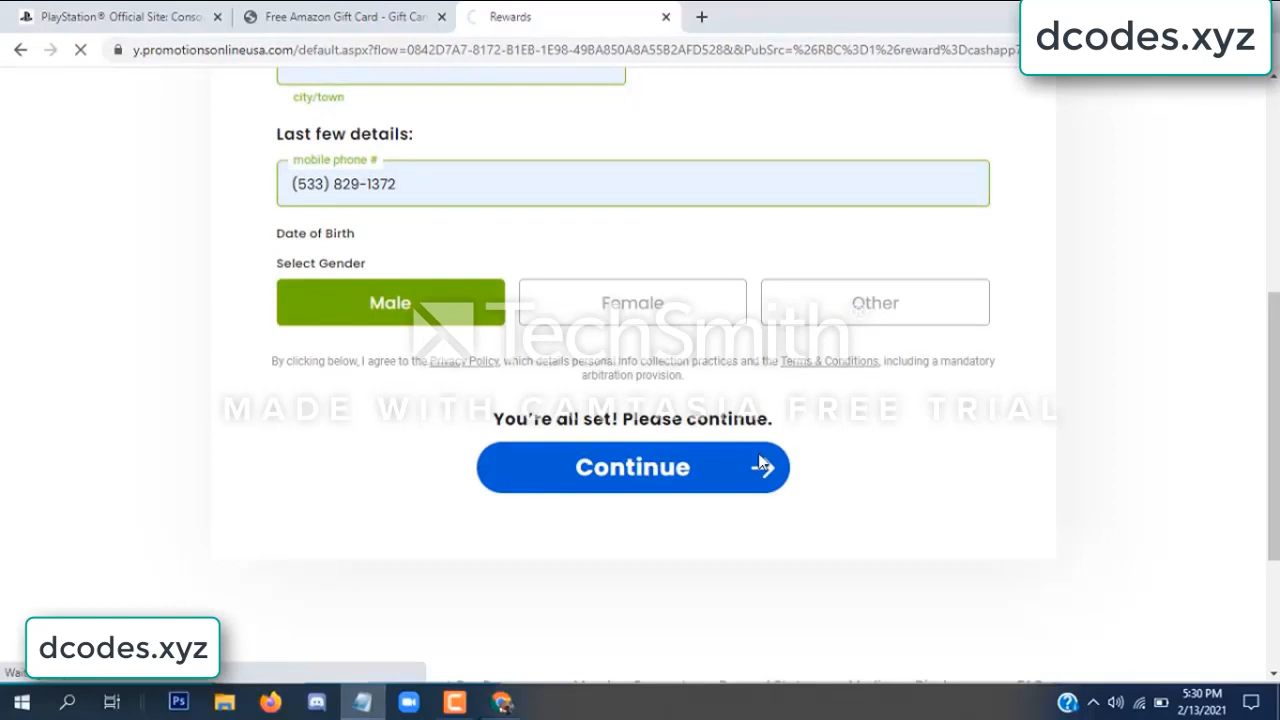 PlayStation® Official Site: Conso
Free Amazon Gift Card - Gift Car
Rewards
y.promotionsonlineusa.com/default.aspx?flow=0842D7A7-8172-B1EB-1E98-49BA850A8A55B2AFD528&&PubSrc=%26RBC%3D1%26reward%3Dcashapp7
dcodes.xyz
city/town
Last few details:
mobile phone #
(533) 829-1372
Date of Birth
Select Gender
Male
Female
Other
TechSmith
By clicking below, I agree to the Privacy Policy, which details personal info collection practices and the Terms & Conditions, including a mandatory
arbitration provision.
MADE WITH CAMTASIA FREE TRIAL
You're all set! Please continue.
Continue
dcodes.xyz
Ps
5:30 PM
2/13/2021